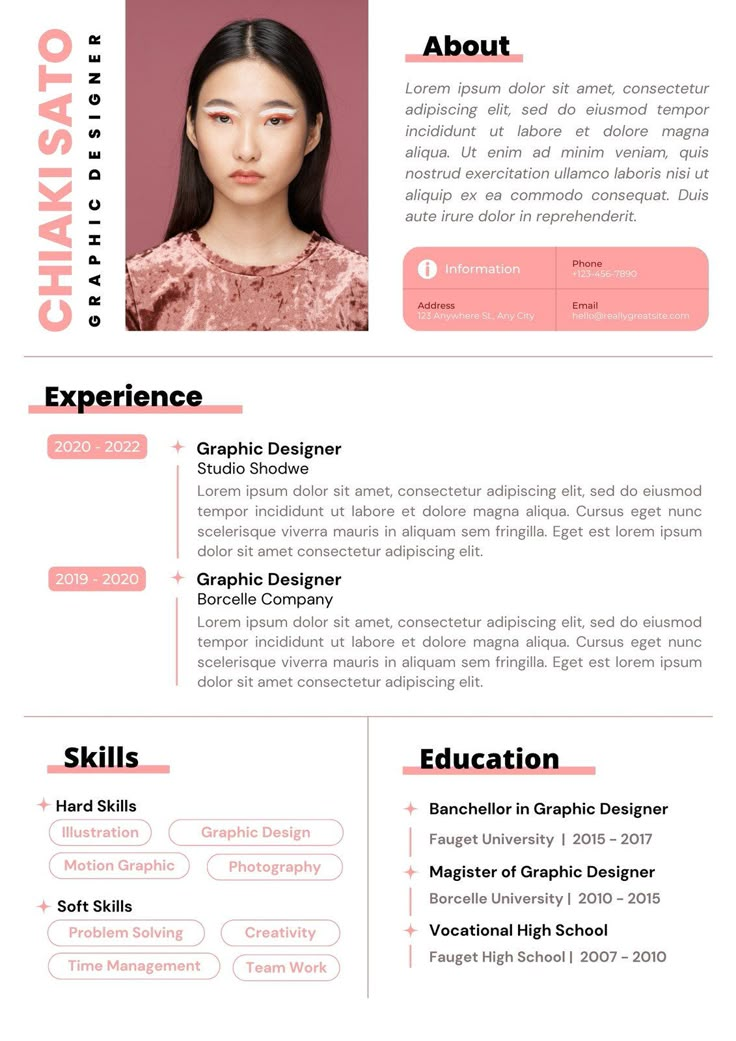 CHIAKI SATO
GRAPHIC DESIGNER
About
Lorem ipsum dolor sit amet, consectetur
adipiscing elit, sed do eiusmod tempor
incididunt ut labore et dolore magna
aliqua. Ut enim ad minim veniam, quis
nostrud exercitation ullamco laboris nisi ut
aliquip ex ea commodo consequat. Duis
aute irure dolor in reprehenderit.
Information
Phone
+123-456-7890
Address
123 Anywhere St., Any City
Email
hello@reallygreatsite.com
Experience
2020 - 2022
Graphic Designer
Studio Shodwe
Lorem ipsum dolor sit amet, consectetur adipiscing elit, sed do eiusmod
tempor incididunt ut labore et dolore magna aliqua. Cursus eget nunc
scelerisque viverra mauris in aliquam sem fringilla. Eget est lorem ipsum
dolor sit amet consectetur adipiscing elit.
2019 - 2020
Graphic Designer
Borcelle Company
Lorem ipsum dolor sit amet, consectetur adipiscing elit, sed do eiusmod
tempor incididunt ut labore et dolore magna aliqua. Cursus eget nunc
scelerisque viverra mauris in aliquam sem fringilla. Eget est lorem ipsum
dolor sit amet consectetur adipiscing elit.
Skills
Hard Skills
Illustration
Graphic Design
Motion Graphic
Photography
Soft Skills
Problem Solving
Creativity
Time Management
Team Work
Education
Banchellor in Graphic Designer
Fauget University | 2015 - 2017
Magister of Graphic Designer
Borcelle University | 2010 - 2015
Vocational High School
Fauget High School | 2007 - 2010